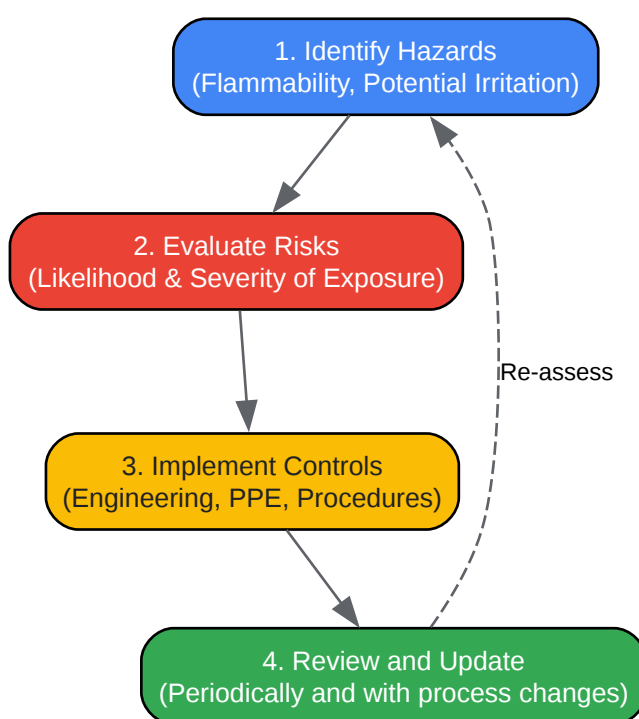 1. Identify Hazards
(Flammability, Potential Irritation)
2. Evaluate Risks
(Likelihood & Severity of Exposure)
Re-assess
3. Implement Controls
(Engineering, PPE, Procedures)
4. Review and Update
(Periodically and with process changes)